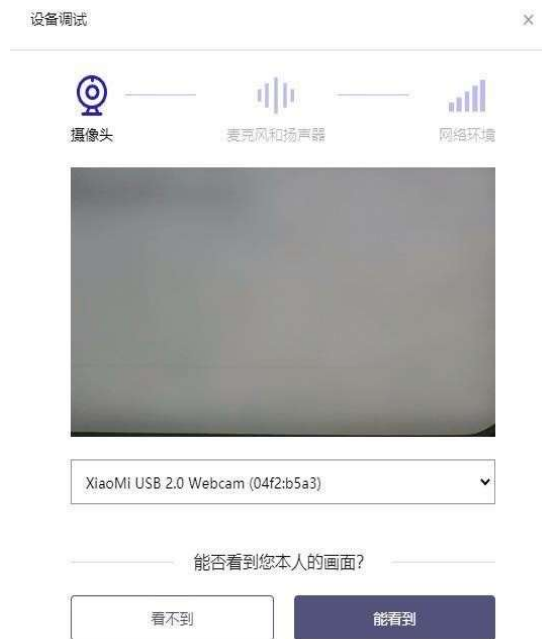 设备调试
摄像头
麦克风和扬声器
网络环境
XiaoMi USB 2.0 Webcam (04f2:b5a3)
能否看到您本人的画面?
看不到
能看到